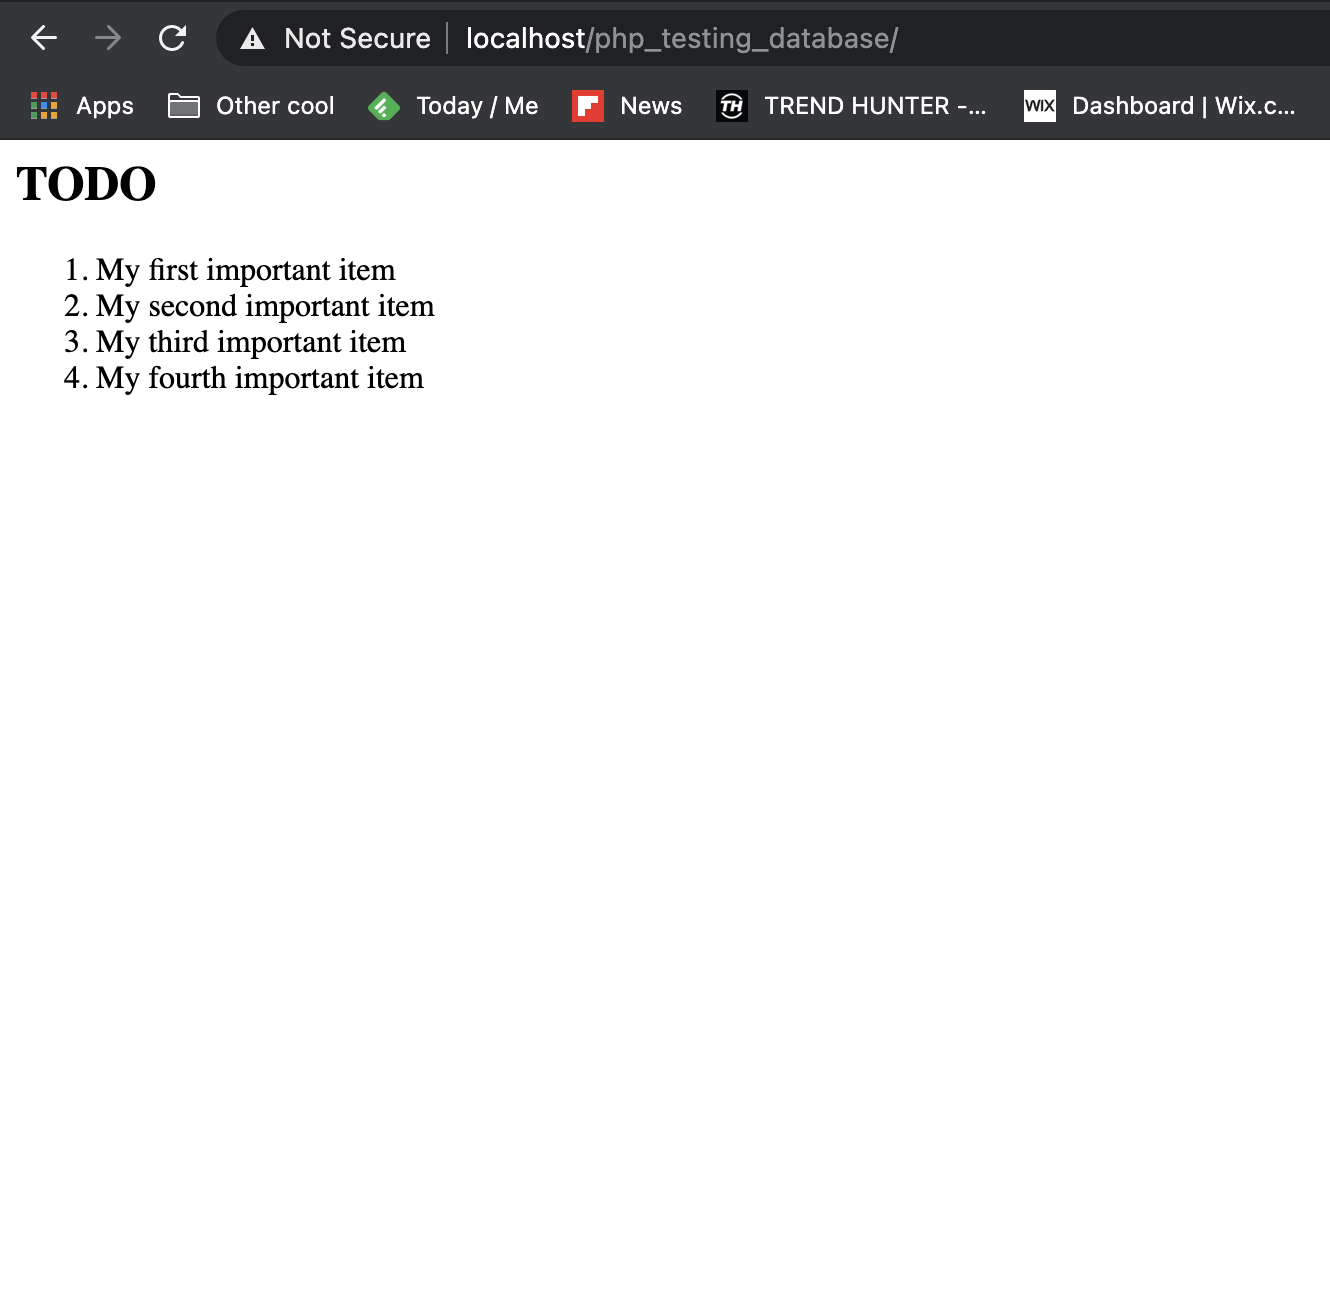 Not Secure localhost/php_testing_database/
Apps Other cool Today / Me News TH TREND HUNTER -... WIX Dashboard | Wix.c...
TODO
1. My first important item
2. My second important item
3. My third important item
4. My fourth important item